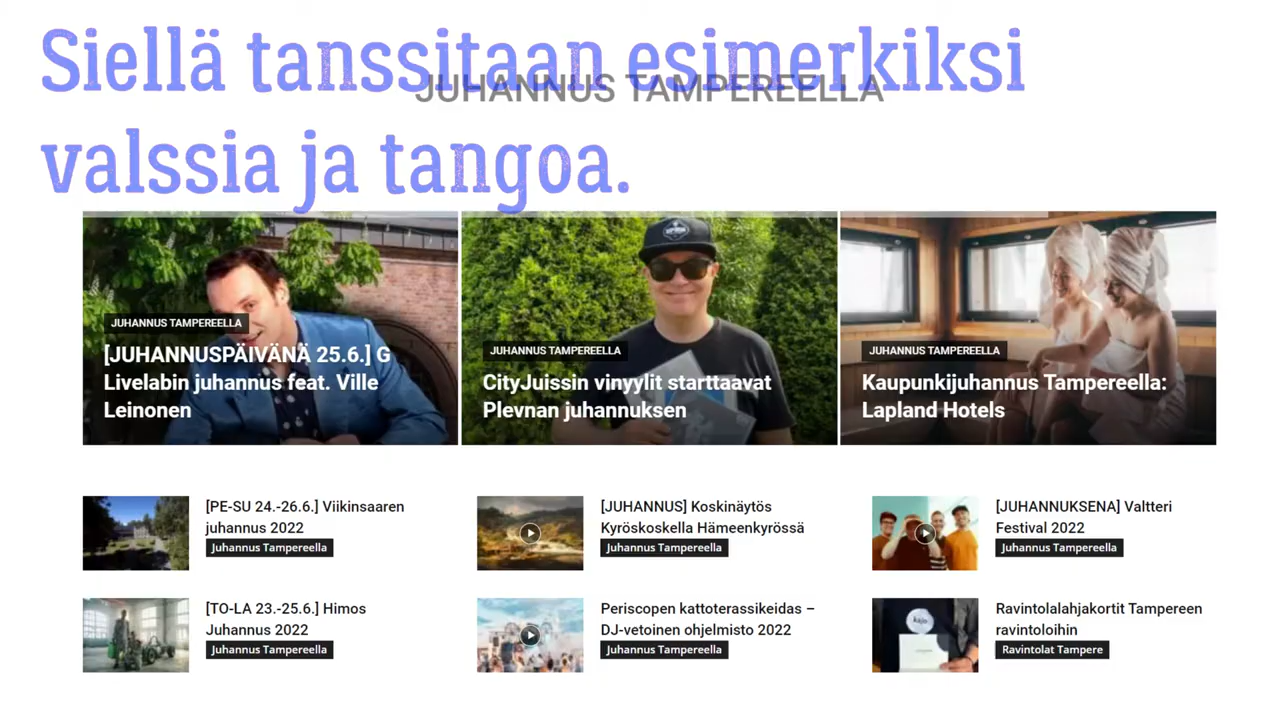 Siellä tanssitaan esimerkiksi
JUHANNUS TAMPEREELLA
valssia ja tangoa.
JUHANNUS TAMPEREELLA
[JUHANNUSPÄIVÄNÄ 25.6.] G
Livelabin juhannus feat. Ville
Leinonen
JUHANNUS TAMPEREELLA
CityJuissin vinyylit starttaavat
Plevnan juhannuksen
JUHANNUS TAMPEREELLA
Kaupunkijuhannus Tampereella:
Lapland Hotels
[PE-SU 24.-26.6.] Viikinsaaren
juhannus 2022
Juhannus Tampereella
[JUHANNUS] Koskinäytös
Kyröskoskella Hämeenkyrössä
Juhannus Tampereella
[JUHANNUKSENA] Valtteri
Festival 2022
Juhannus Tampereella
[TO-LA 23.-25.6.] Himos
Juhannus 2022
Juhannus Tampereella
Periscopen kattoterassikeidas –
DJ-vetoinen ohjelmisto 2022
Juhannus Tampereella
kajo
Ravintolalahjakortit Tampereen
ravintoloihin
Ravintolat Tampere